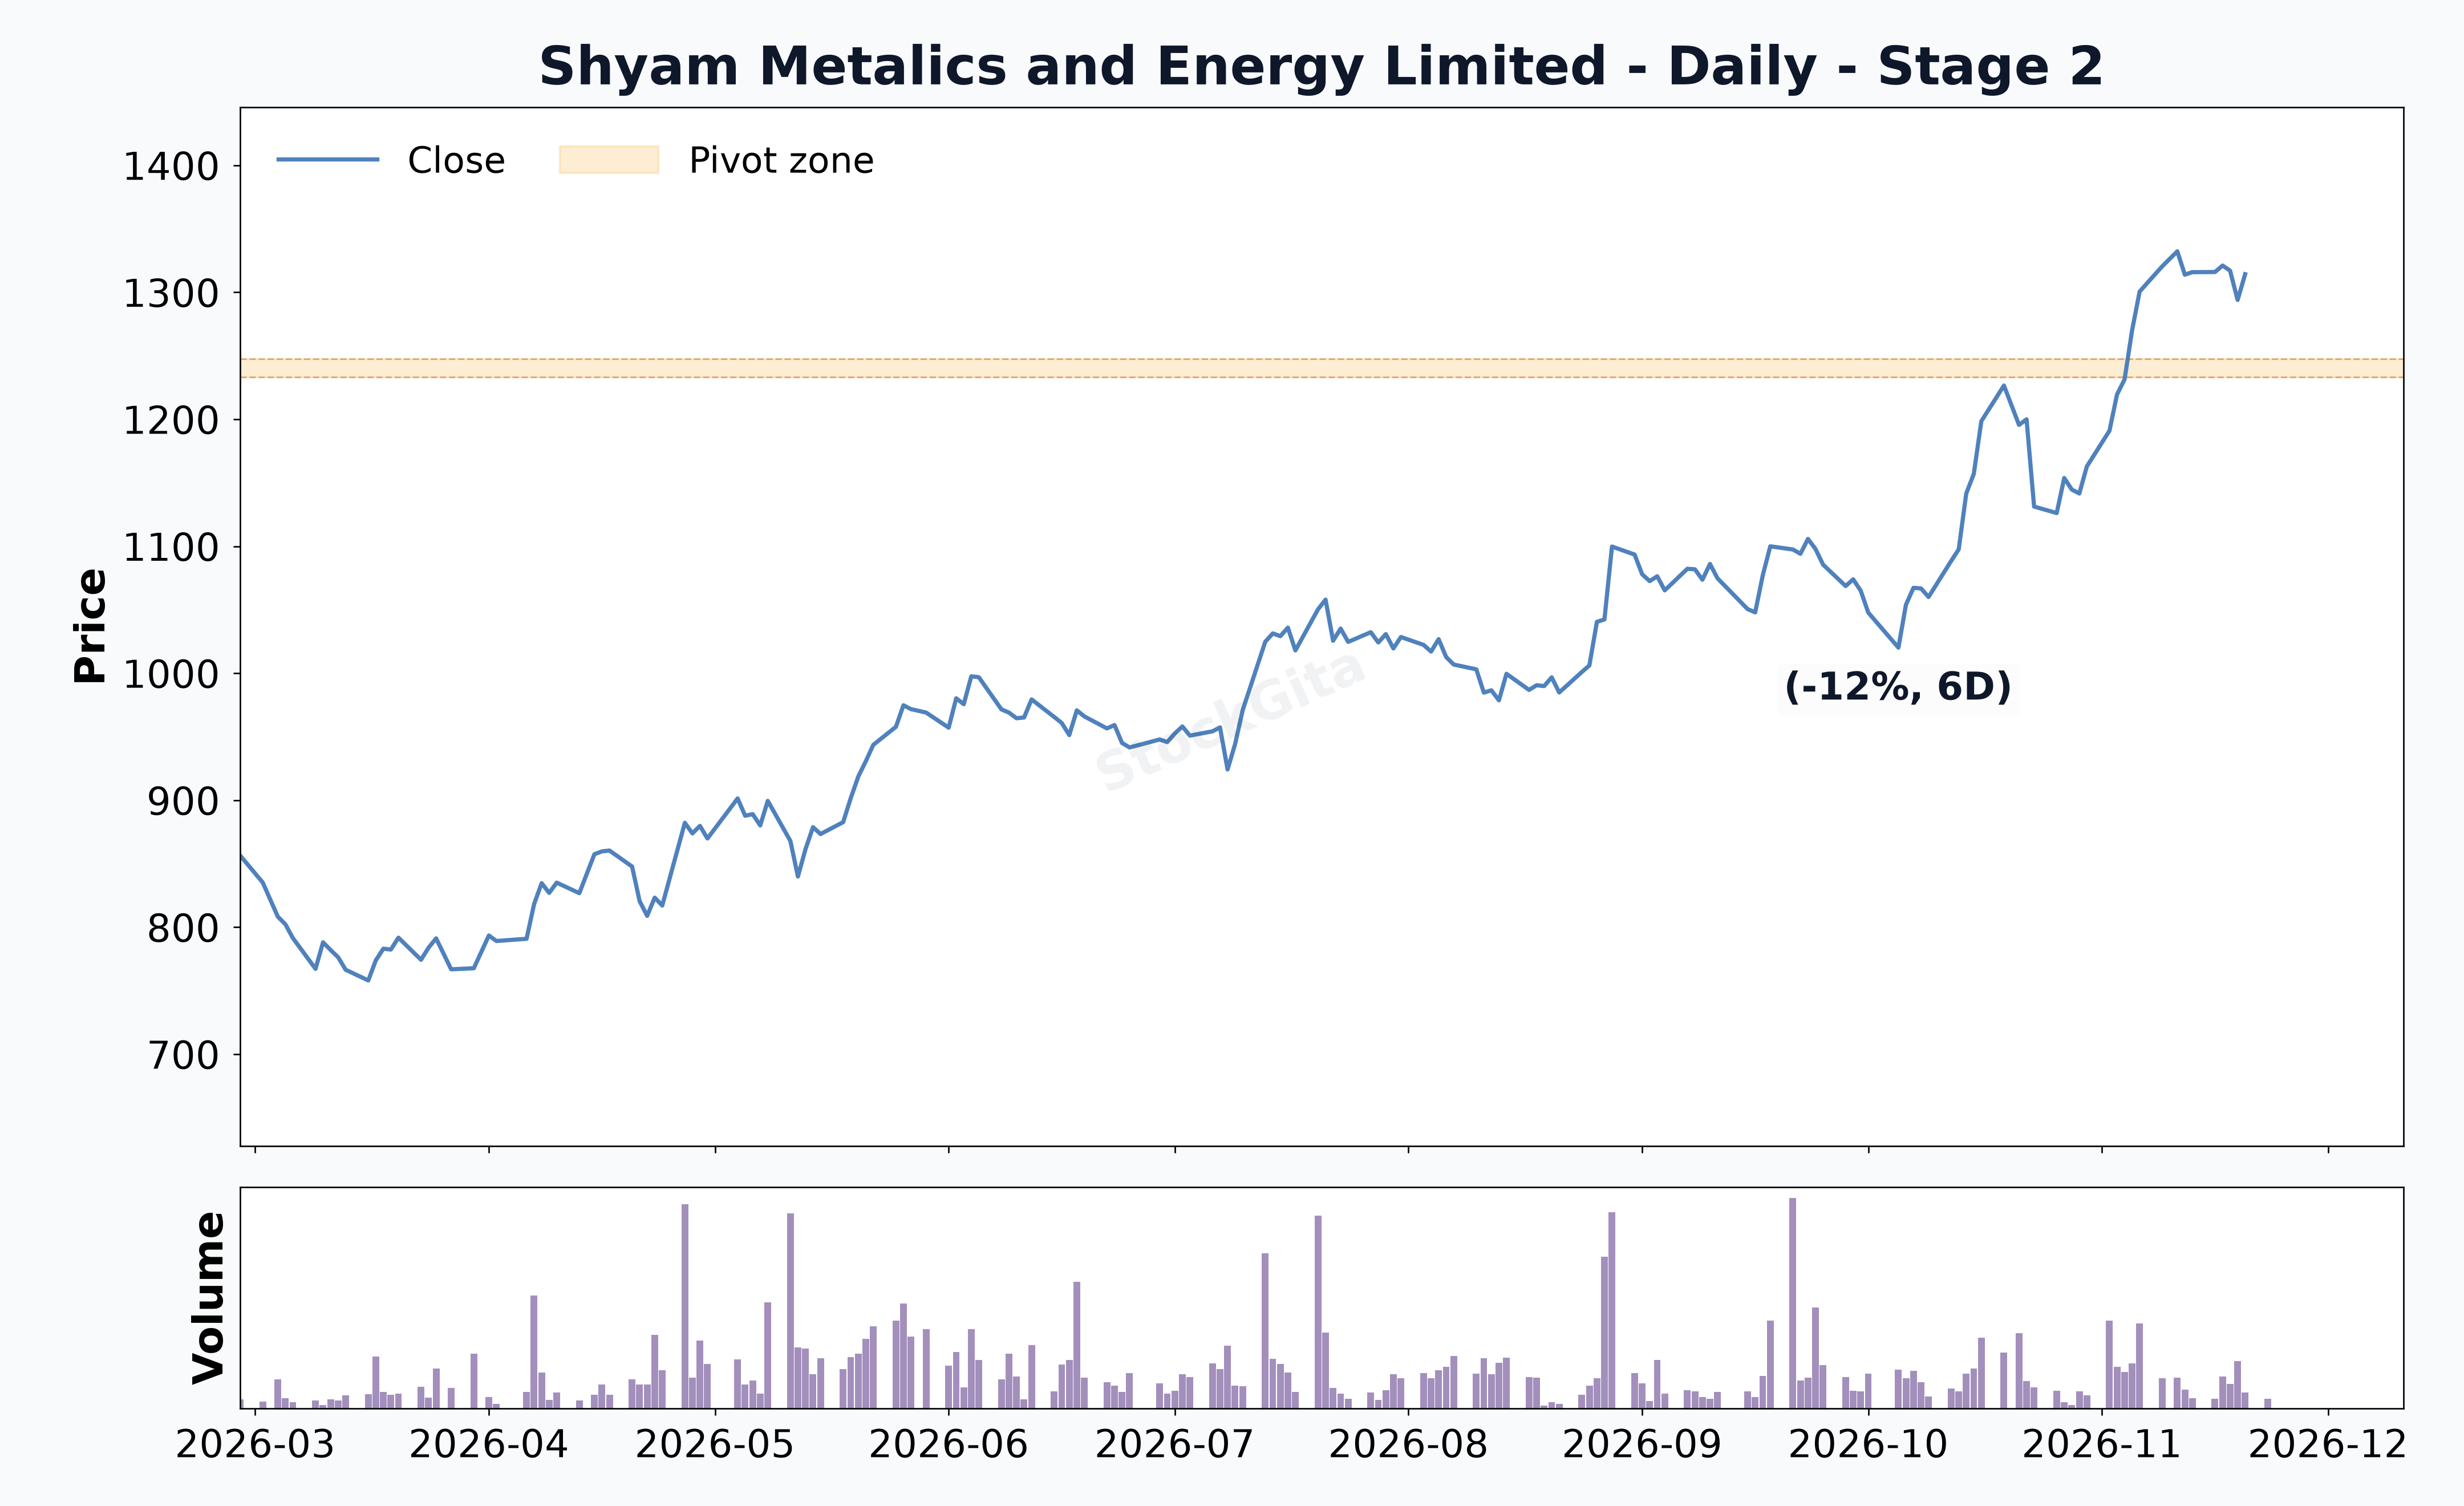 Shyam Metalics and Energy Limited - Daily - Stage 2
Close
Pivot zone
1400
1300
1200
1100
1000
900
800
700
Price
(-12%, 6D)
StockGita
Volume
2026-03
2026-04
2026-05
2026-06
2026-07
2026-08
2026-09
2026-10
2026-11
2026-12